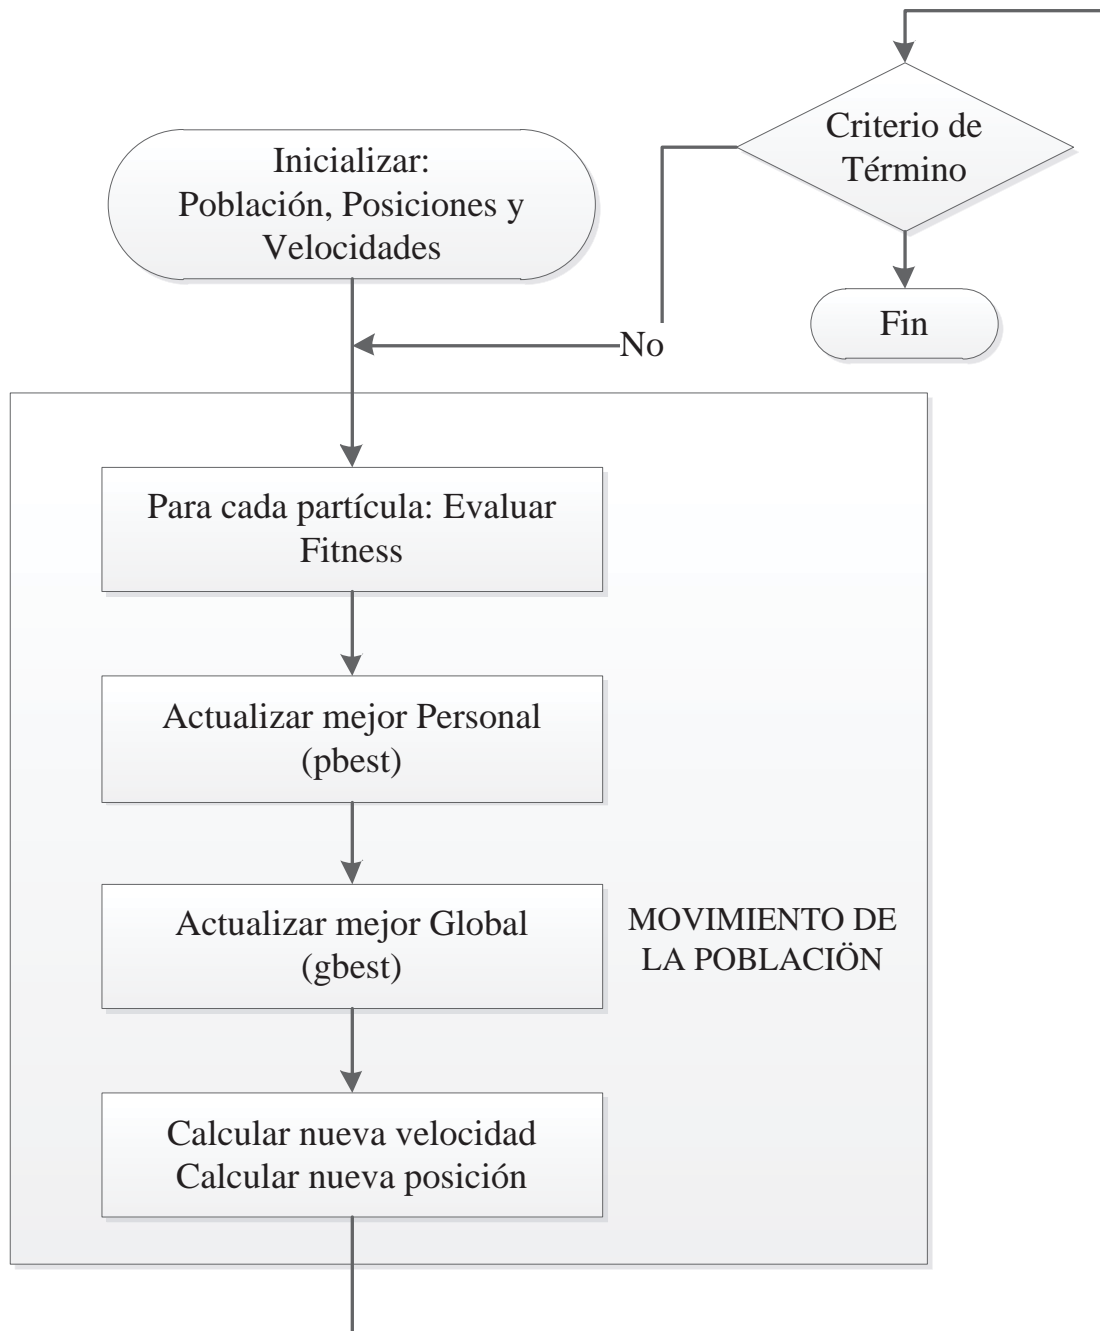 Criterio de
Término
Inicializar:
Población, Posiciones y
Velocidades
Fin
No
Para cada partícula: Evaluar
Fitness
Actualizar mejor Personal
(pbest)
Actualizar mejor Global
(gbest)
MOVIMIENTO DE
LA POBLACIÖN
Calcular nueva velocidad
Calcular nueva posición